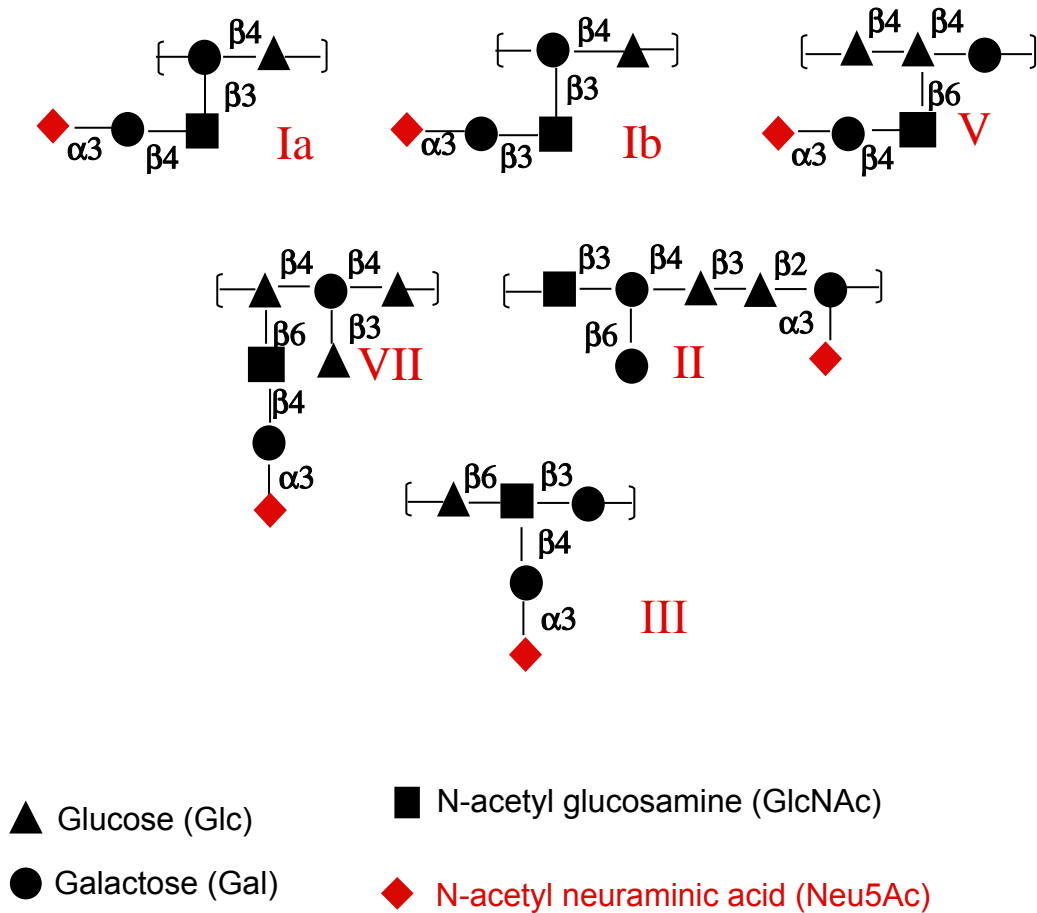 β4
β3
α3
β4
Ia
β4
β3
α3
β3
Ib
β4 β4
β6
α3
β4
V
β4 β4
β6
β3
VII
β4
α3
β3 β4 β3 β2
β6
α3
II
β6 β3
β4
α3
III
Glucose (Glc)
N-acetyl glucosamine (GlcNAc)
Galactose (Gal)
N-acetyl neuraminic acid (Neu5Ac)